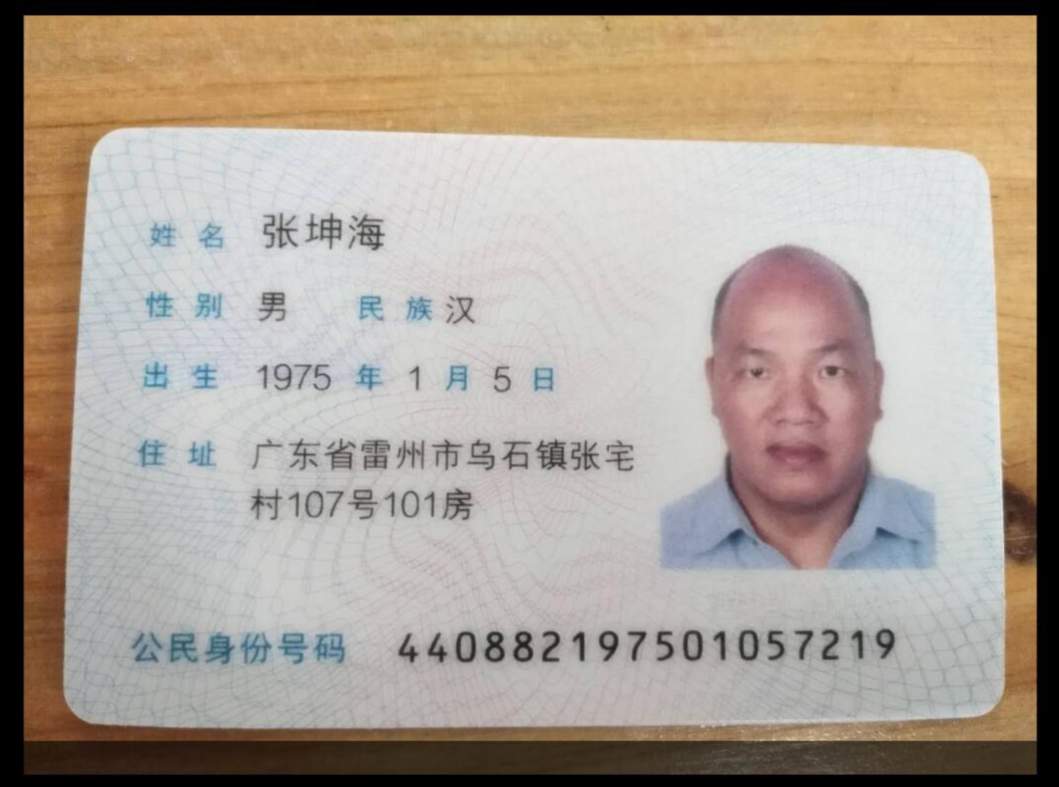 姓名 张坤海
性别 男 民族 汉
出生 1975 年 1 月 5 日
住址 广东省雷州市乌石镇张宅
村107号101房
公民身份号码 440882197501057219